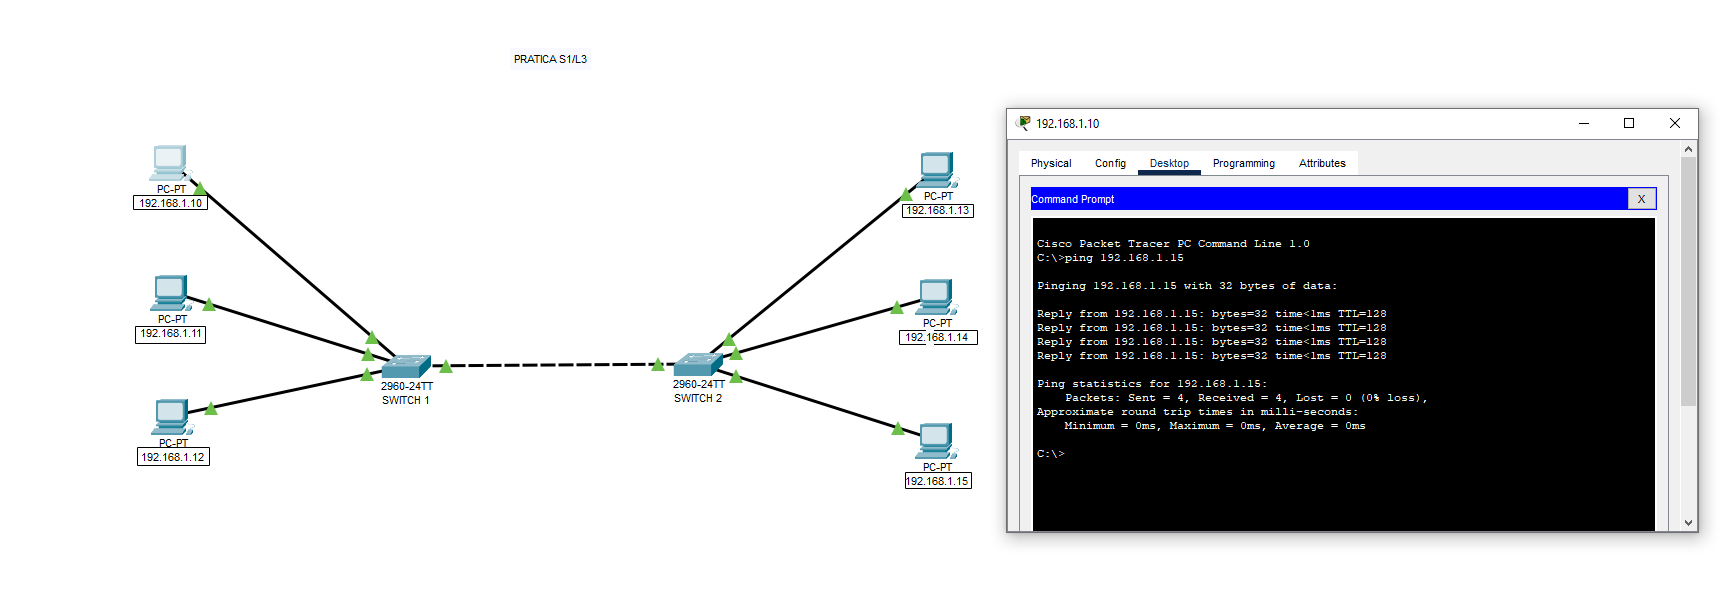 PRATICA S1/L3
PC-PT
192.168.1.10
PC-PT
192.168.1.11
PC-PT
192.168.1.12
2960-24TT
SWITCH 1
2960-24TT
SWITCH 2
PC-PT
192.168.1.13
PC-PT
192.168.1.14
PC-PT
192.168.1.15
192.168.1.10
Physical Config Desktop Programming Attributes
Command Prompt
X
Cisco Packet Tracer PC Command Line 1.0
C:\>ping 192.168.1.15
Pinging 192.168.1.15 with 32 bytes of data:
Reply from 192.168.1.15: bytes=32 time<1ms TTL=128
Reply from 192.168.1.15: bytes=32 time<1ms TTL=128
Reply from 192.168.1.15: bytes=32 time<1ms TTL=128
Reply from 192.168.1.15: bytes=32 time<1ms TTL=128
Ping statistics for 192.168.1.15:
Packets: Sent = 4, Received = 4, Lost = 0 (0% loss),
Approximate round trip times in milli-seconds:
Minimum = 0ms, Maximum = 0ms, Average = 0ms
C:\>